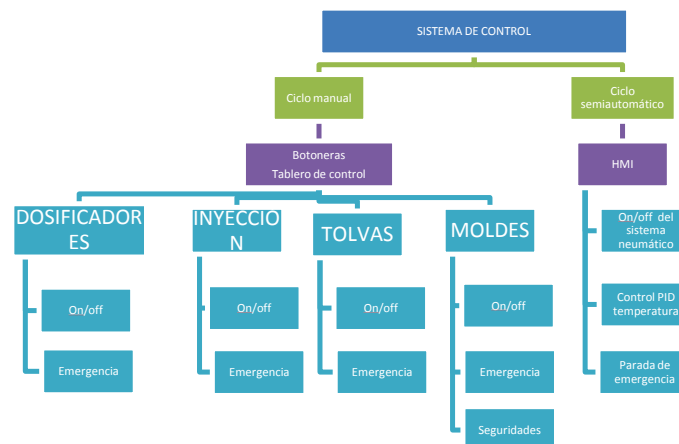 SISTEMA DE CONTROL
Ciclo manual
Ciclo
semiautomático
Botoneras
Tablero de control
HMI
DOSIFICADOR
ES
INYECCIO
N
TOLVAS
MOLDES
On/off del
sistema
neumático
On/off
On/off
On/off
On/off
Control PID
temperatura
Emergencia
Emergencia
Emergencia
Emergencia
Parada de
emergencia
Seguridades